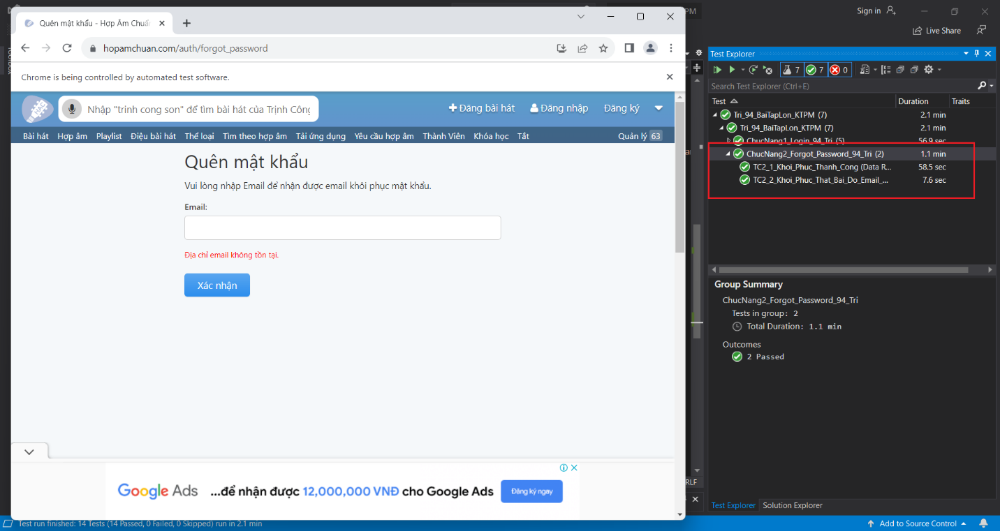 Quên mật khẩu - Hợp Âm Chuẩ
PM
Sign in
hopamchuan.com/auth/forgot_password
Live Share
Chrome is being controlled by automated test software.
Nhập "trinh cong son" để tìm bài hát của Trịnh Công
Đăng bài hát
Đăng nhập
Đăng ký
Bài hát Hợp âm Playlist Điệu bài hát Thể loại Tìm theo hợp âm Tải ứng dụng Yêu cầu hợp âm Thành Viên Khóa học Tắt Quản lý 63
Quên mật khẩu
Vui lòng nhập Email để nhận được email khôi phục mật khẩu.
Email:
Địa chỉ email không tồn tại.
Xác nhận
Google Ads ...để nhận được 12,000,000 VNĐ cho Google Ads Đăng ký ngay
Test Explorer
7 7 0
Search Test Explorer (Ctrl+E)
Test Duration Traits
Tri_94_BaiTapLon_KTPM (7) 2.1 min
Tri_94_BaiTapLon_KTPM (7) 2.1 min
ChucNang1_Login_94_Tri (5) 56.9 sec
ChucNang2_Forgot_Password_94_Tri (2) 1.1 min
TC2_1_Khoi_Phuc_Thanh_Cong (Data R... 58.5 sec
TC2_2_Khoi_Phuc_That_Bai_Do_Email_... 7.6 sec
Group Summary
ChucNang2_Forgot_Password_94_Tri
Tests in group: 2
Total Duration: 1.1 min
Outcomes
2 Passed
RLF
Test Explorer Solution Explorer
Test run finished: 14 Tests (14 Passed, 0 Failed, 0 Skipped) run in 2.1 min
Add to Source Control